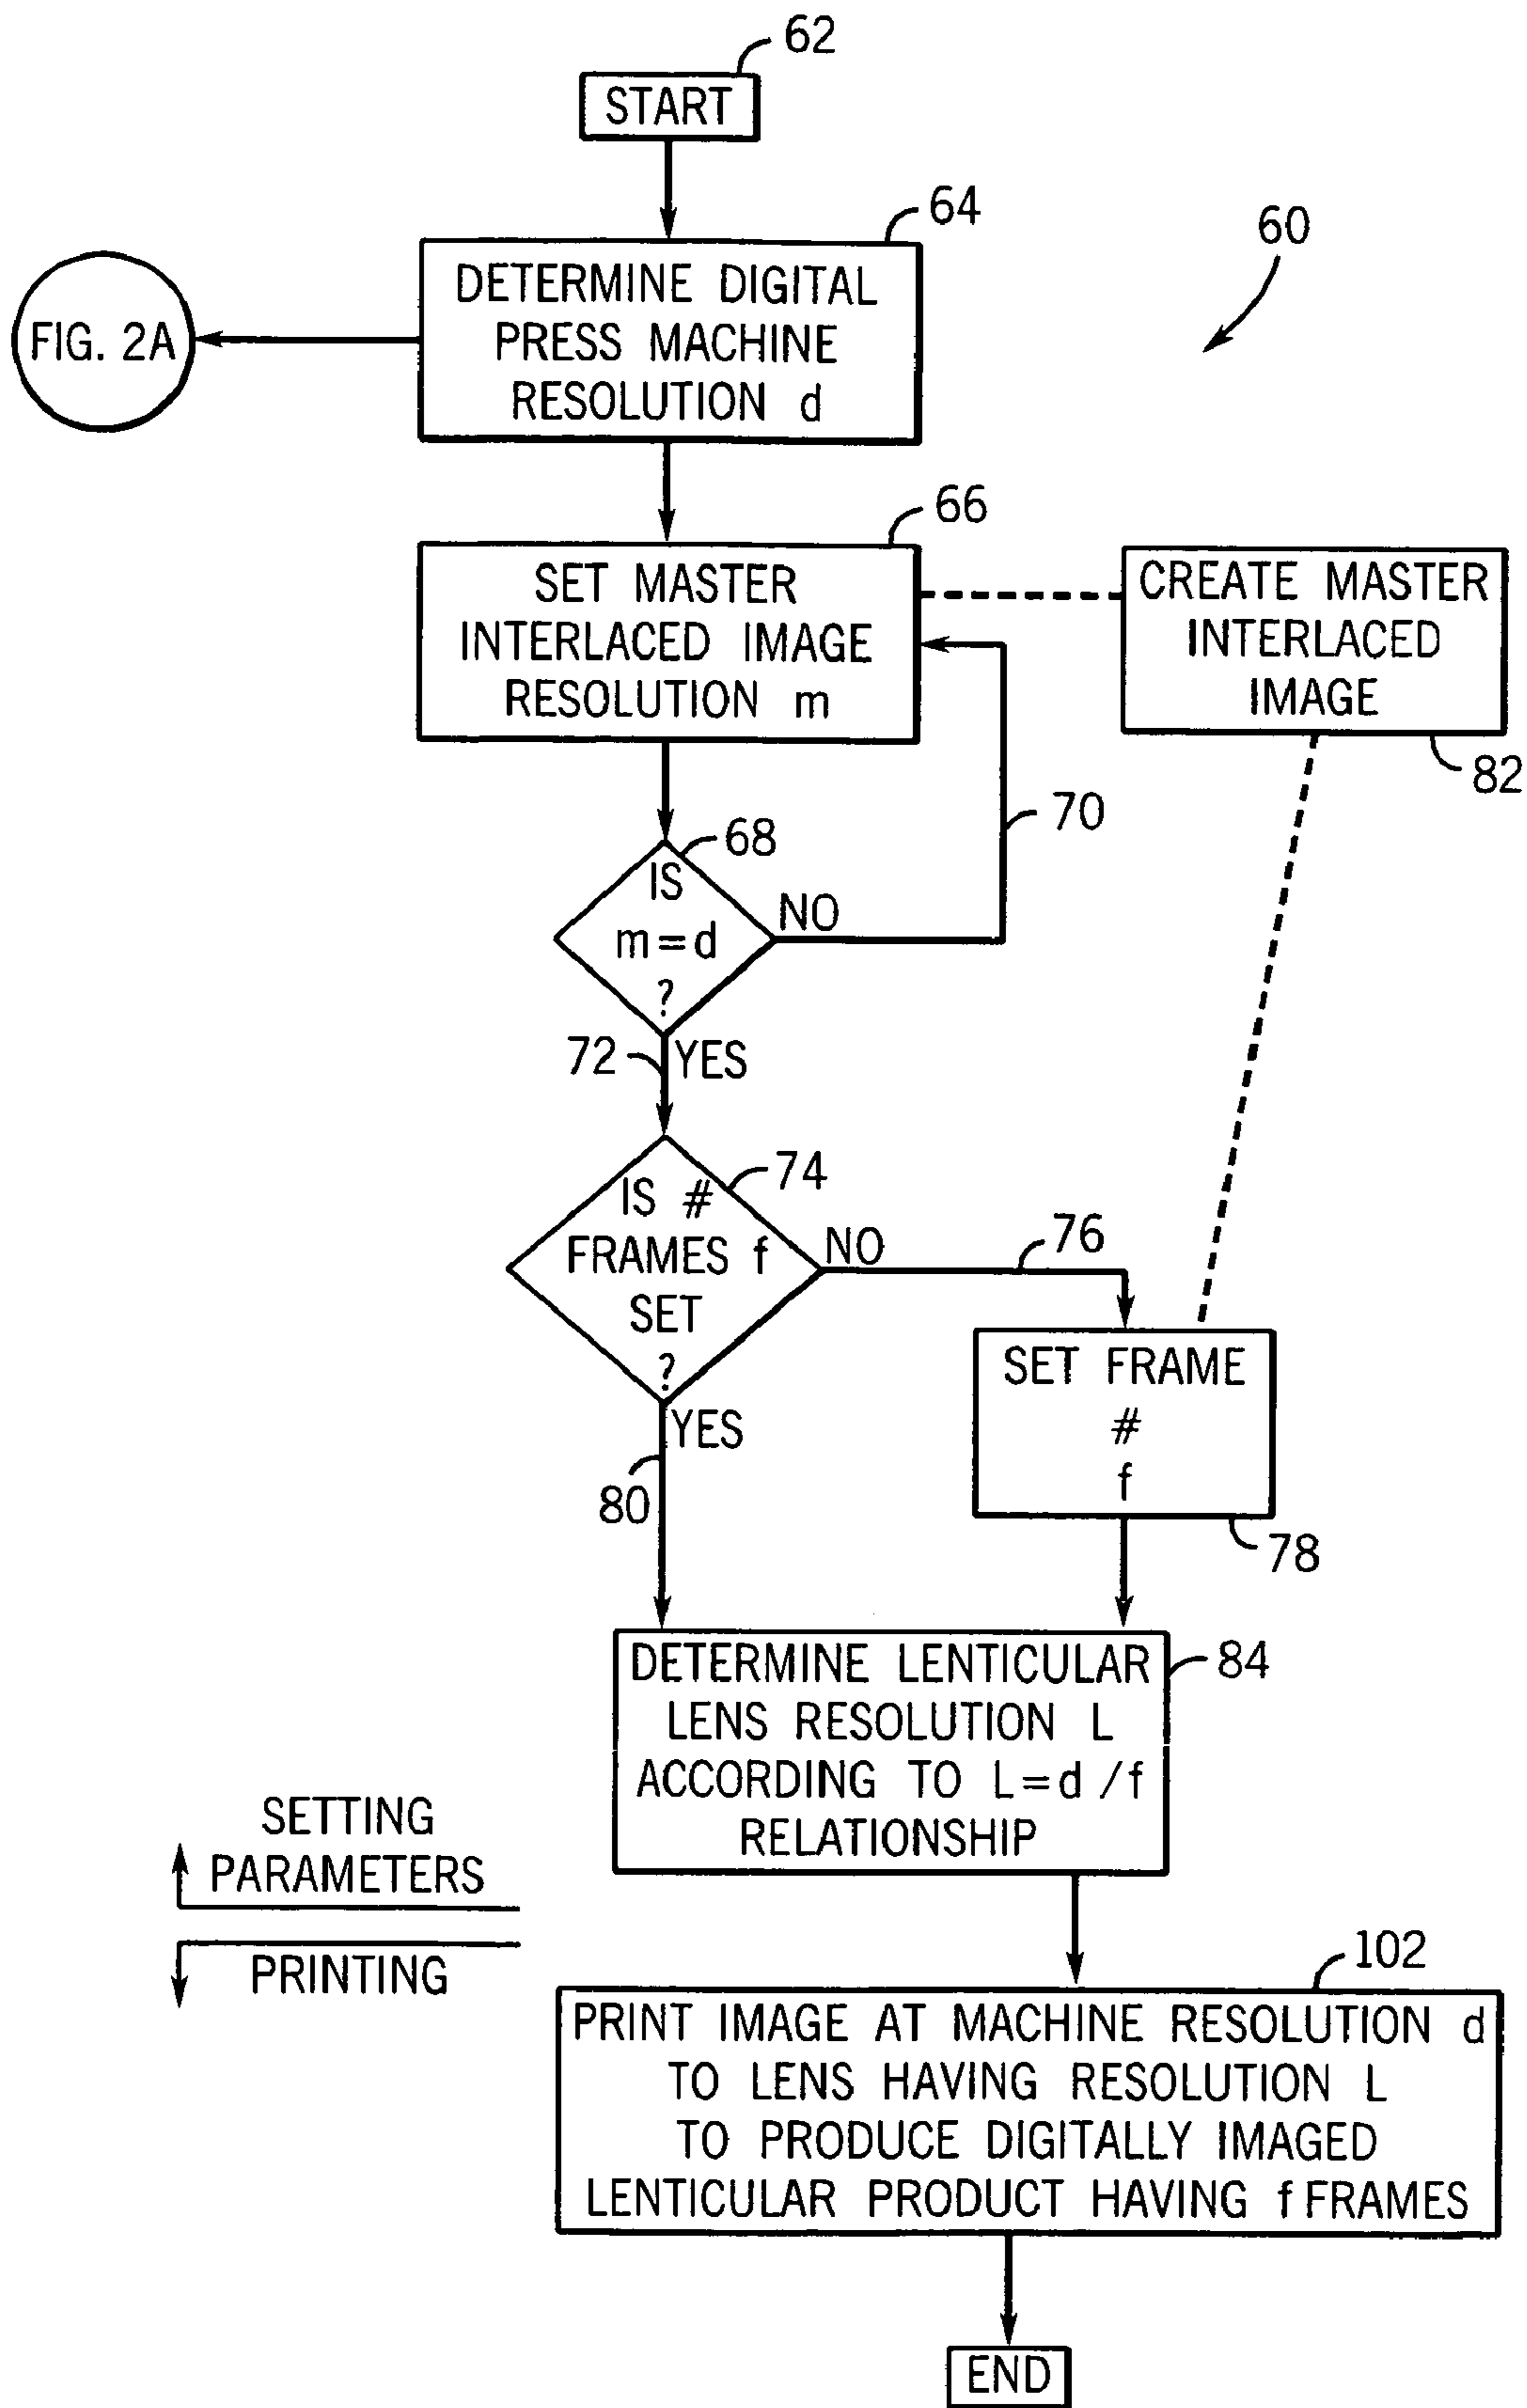 62
START
64
60
DETERMINE DIGITAL
PRESS MACHINE
RESOLUTION d
FIG. 2A
66
SET MASTER
INTERLACED IMAGE
RESOLUTION m
CREATE MASTER
INTERLACED
IMAGE
82
70
68
IS
m=d
?
NO
72
YES
74
IS #
FRAMES f
SET
?
NO
76
YES
80
SET FRAME
#
f
78
DETERMINE LENTICULAR
LENS RESOLUTION L
ACCORDING TO L=d/f
RELATIONSHIP
84
SETTING
PARAMETERS
PRINTING
102
PRINT IMAGE AT MACHINE RESOLUTION d
TO LENS HAVING RESOLUTION L
TO PRODUCE DIGITALLY IMAGED
LENTICULAR PRODUCT HAVING f FRAMES
END